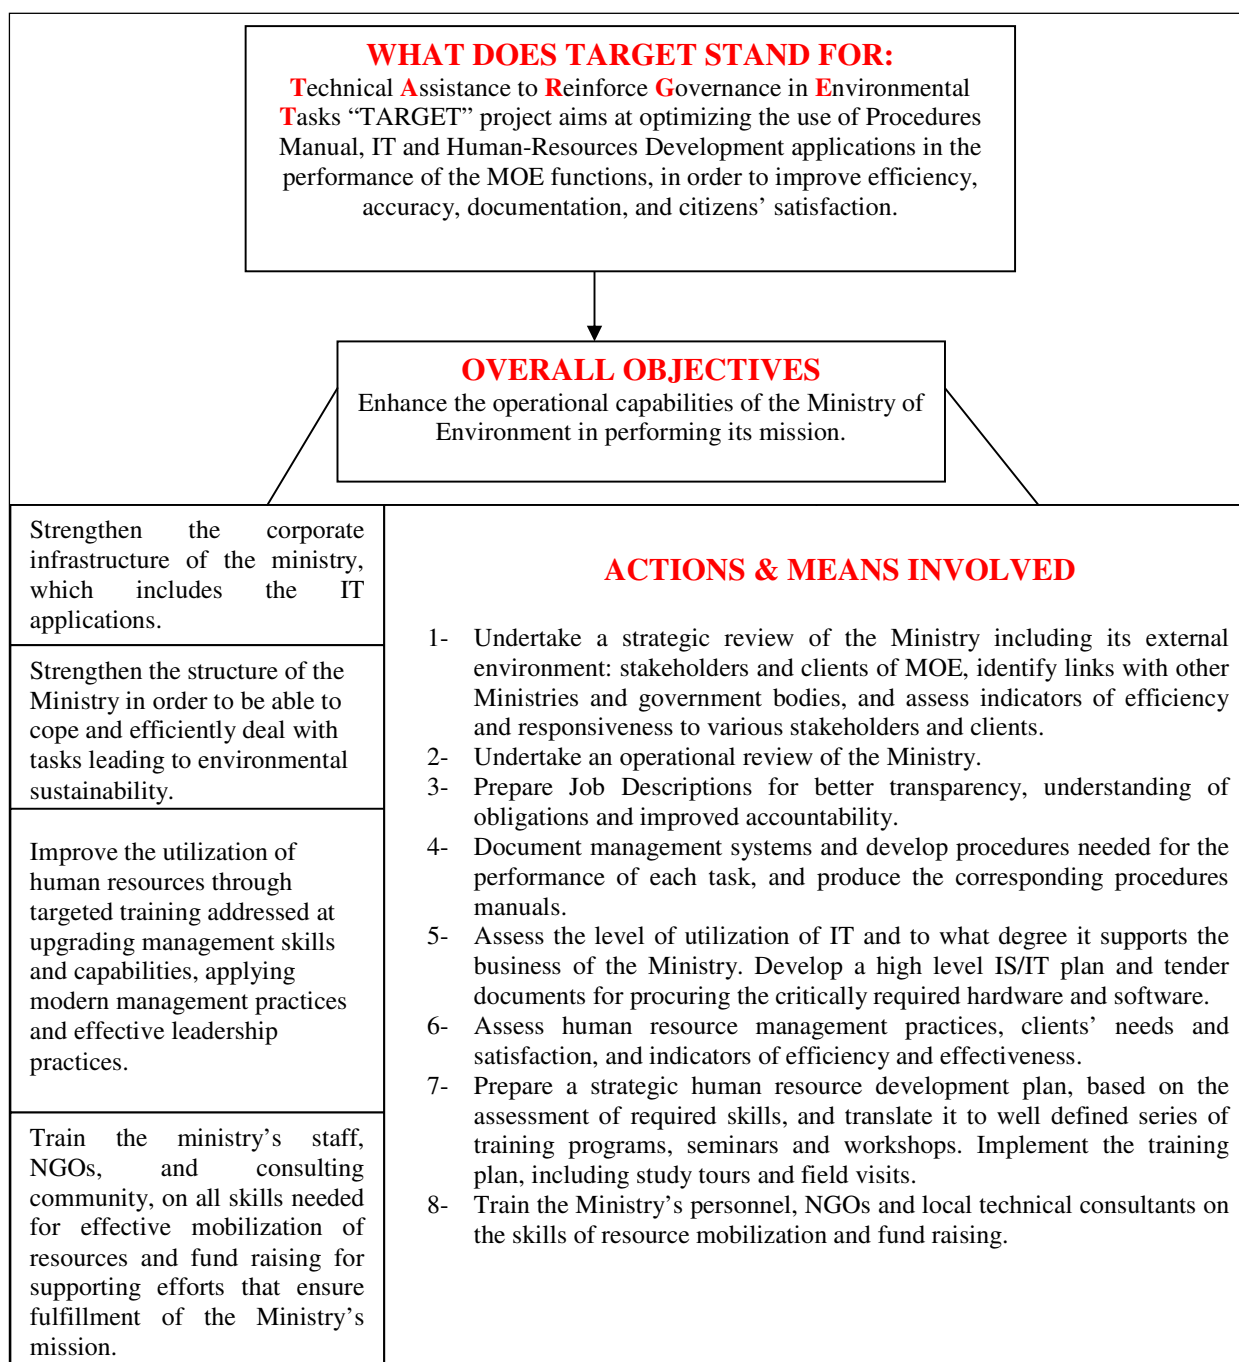 WHAT DOES TARGET STAND FOR:
Technical Assistance to Reinforce Governance in Environmental
Tasks “TARGET” project aims at optimizing the use of Procedures
Manual, IT and Human-Resources Development applications in the
performance of the MOE functions, in order to improve efficiency,
accuracy, documentation, and citizens’ satisfaction.
OVERALL OBJECTIVES
Enhance the operational capabilities of the Ministry of
Environment in performing its mission.
Strengthen the corporate
infrastructure of the ministry,
which includes the IT
applications.
Strengthen the structure of the
Ministry in order to be able to
cope and efficiently deal with
tasks leading to environmental
sustainability.
Improve the utilization of
human resources through
targeted training addressed at
upgrading management skills
and capabilities, applying
modern management practices
and effective leadership
practices.
Train the ministry’s staff,
NGOs, and consulting
community, on all skills needed
for effective mobilization of
resources and fund raising for
supporting efforts that ensure
fulfillment of the Ministry’s
mission.
ACTIONS & MEANS INVOLVED
1- Undertake a strategic review of the Ministry including its external
environment: stakeholders and clients of MOE, identify links with other
Ministries and government bodies, and assess indicators of efficiency
and responsiveness to various stakeholders and clients.
2- Undertake an operational review of the Ministry.
3- Prepare Job Descriptions for better transparency, understanding of
obligations and improved accountability.
4- Document management systems and develop procedures needed for the
performance of each task, and produce the corresponding procedures
manuals.
5- Assess the level of utilization of IT and to what degree it supports the
business of the Ministry. Develop a high level IS/IT plan and tender
documents for procuring the critically required hardware and software.
6- Assess human resource management practices, clients’ needs and
satisfaction, and indicators of efficiency and effectiveness.
7- Prepare a strategic human resource development plan, based on the
assessment of required skills, and translate it to well defined series of
training programs, seminars and workshops. Implement the training
plan, including study tours and field visits.
8- Train the Ministry’s personnel, NGOs and local technical consultants on
the skills of resource mobilization and fund raising.